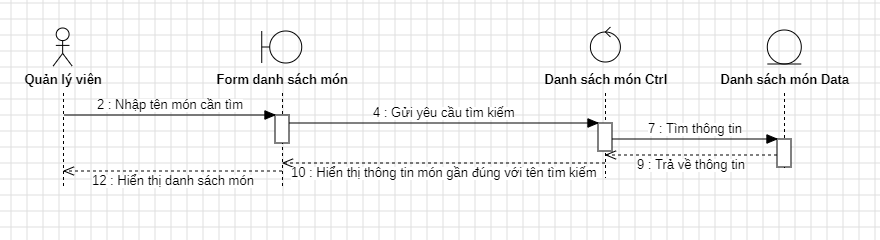 Quản lý viên
Form danh sách món
Danh sách món Ctrl
Danh sách món Data
2 : Nhập tên món cần tìm
4 : Gửi yêu cầu tìm kiếm
7 : Tìm thông tin
9 : Trả về thông tin
10 : Hiển thị thông tin món gần đúng với tên tìm kiếm
12 : Hiển thị danh sách món